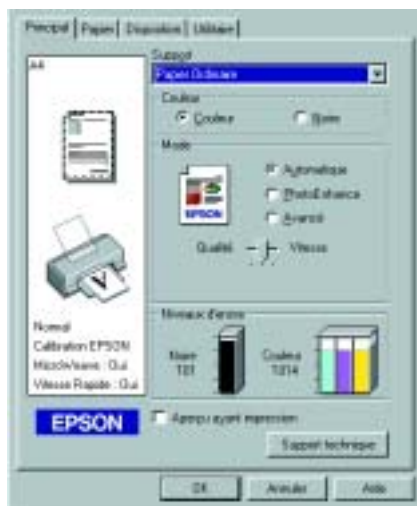 Principal Papier Disposition Utilitaire
A4
Support
Papier Ordinaire
Couleur
Couleur Noire
Mode
Automatique
PhotoEnhance
Avancé
EPSON
Qualité Vitesse
Normal
Calibration EPSON
MicroWeave : Oui
Vitesse Rapide : Oui
Niveaux d'encre
Noire Couleur
EPSON
Aperçu avant impression
Support technique
OK Annuler Aide